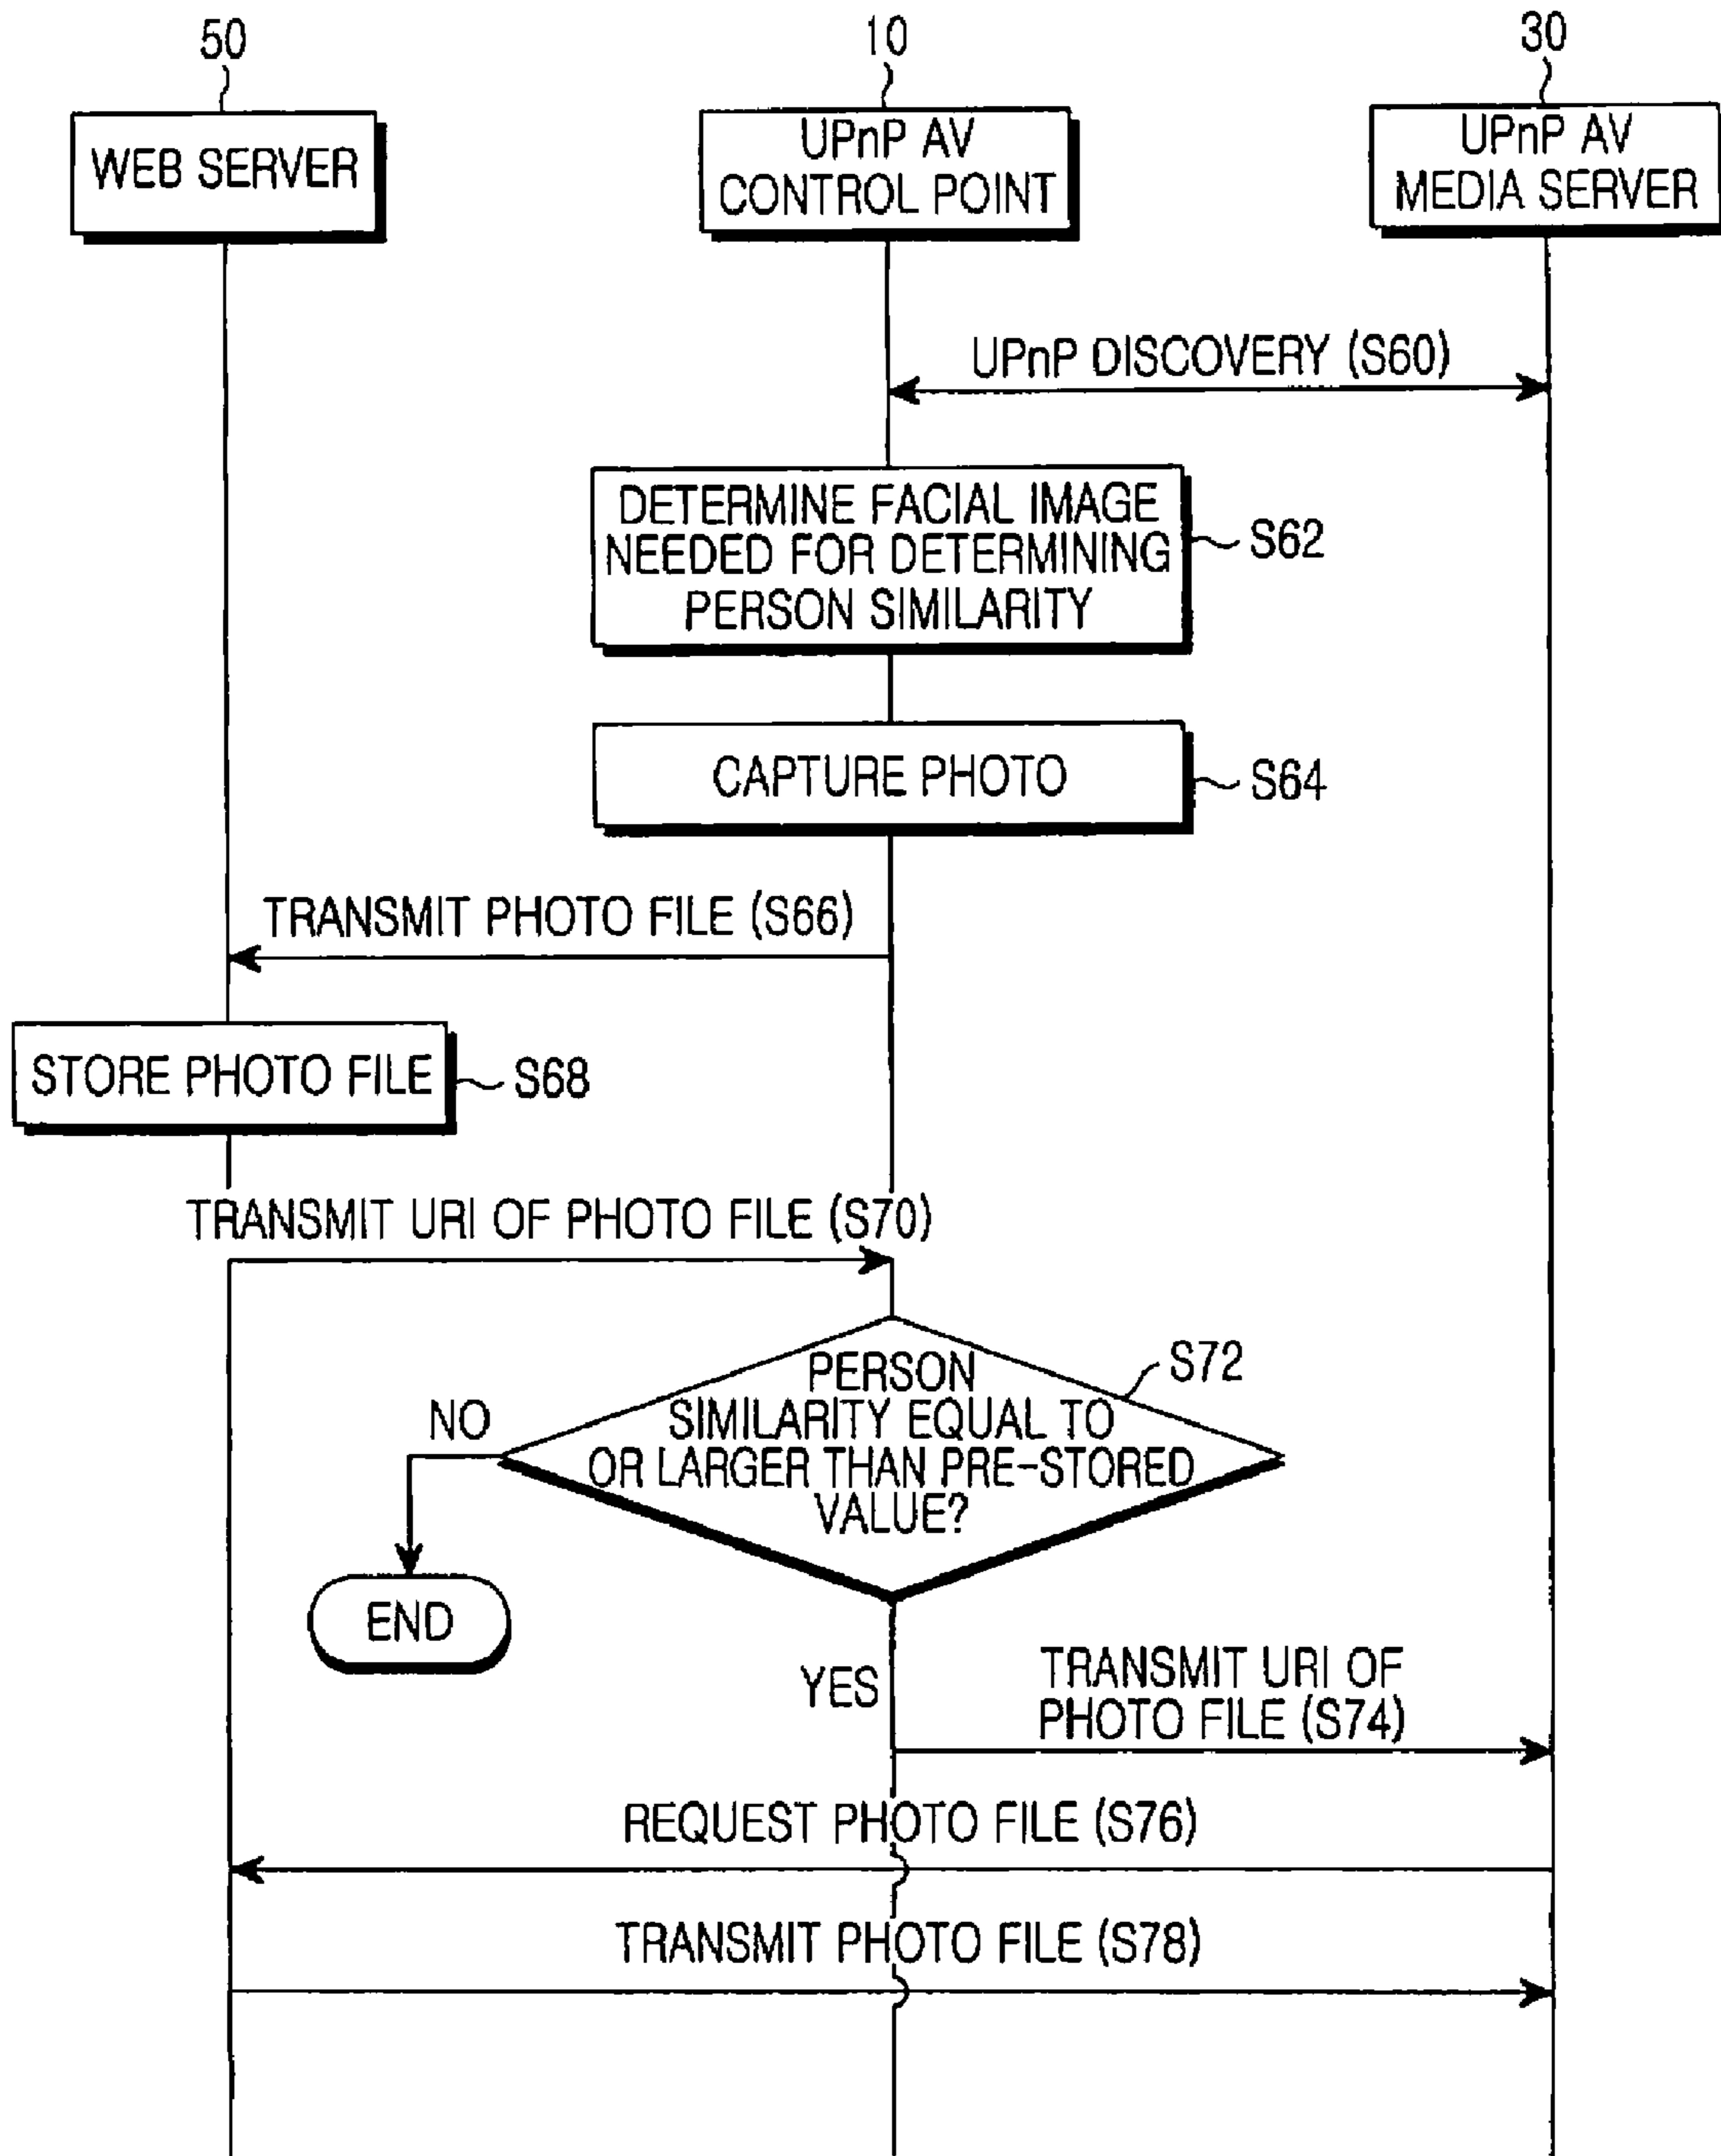 50
10
30
WEB SERVER
UPnP AV
CONTROL POINT
UPnP AV
MEDIA SERVER
UPnP DISCOVERY (S60)
DETERMINE FACIAL IMAGE
NEEDED FOR DETERMINING
PERSON SIMILARITY
S62
CAPTURE PHOTO
S64
TRANSMIT PHOTO FILE (S66)
STORE PHOTO FILE
S68
TRANSMIT URI OF PHOTO FILE (S70)
PERSON
SIMILARITY EQUAL TO
OR LARGER THAN PRE-STORED
VALUE?
S72
NO
END
YES
TRANSMIT URI OF
PHOTO FILE (S74)
REQUEST PHOTO FILE (S76)
TRANSMIT PHOTO FILE (S78)